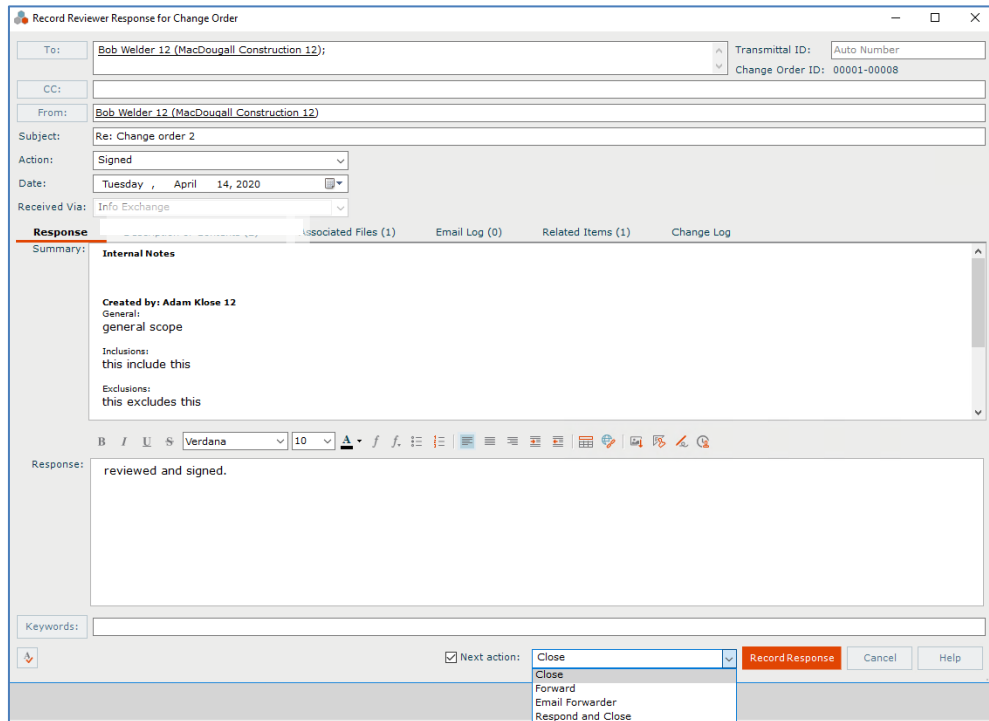 Record Reviewer Response for Change Order
To: Bob Welder 12 (MacDougall Construction 12); Transmittal ID: Auto Number
Change Order ID: 00001-00008
CC:
From: Bob Welder 12 (MacDougall Construction 12)
Subject: Re: Change order 2
Action: Signed
Date: Tuesday , April 14, 2020
Received Via: Info Exchange
Response Associated Files (1) Email Log (0) Related Items (1) Change Log
Summary: Internal Notes
Created by: Adam Klose 12
General:
general scope
Inclusions:
this include this
Exclusions:
this excludes this
B I U S Verdana 10 A
Response: reviewed and signed.
Keywords:
Next action: Close Record Response Cancel Help
Close
Forward
Email Forwarder
Respond and Close